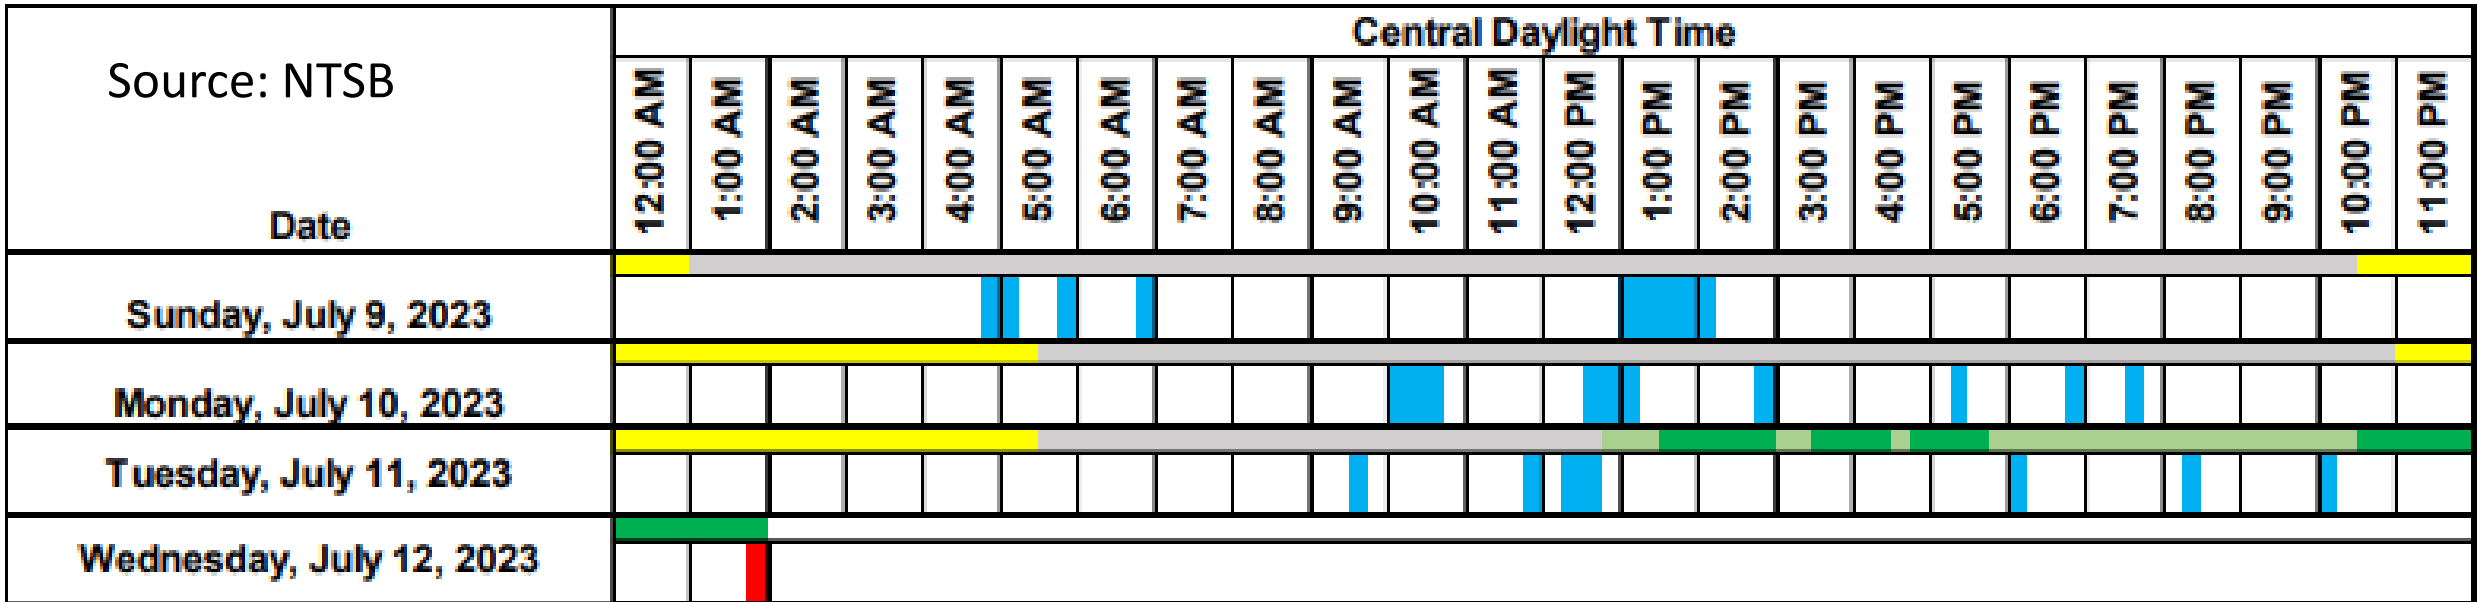 Central Daylight Time
Source: NTSB
Date
12:00 AM
1:00 AM
2:00 AM
3:00 AM
4:00 AM
5:00 AM
6:00 AM
7:00 AM
8:00 AM
9:00 AM
10:00 AM
11:00 AM
12:00 PM
1:00 PM
2:00 PM
3:00 PM
4:00 PM
5:00 PM
6:00 PM
7:00 PM
8:00 PM
9:00 PM
10:00 PM
11:00 PM
Sunday, July 9, 2023
Monday, July 10, 2023
Tuesday, July 11, 2023
Wednesday, July 12, 2023